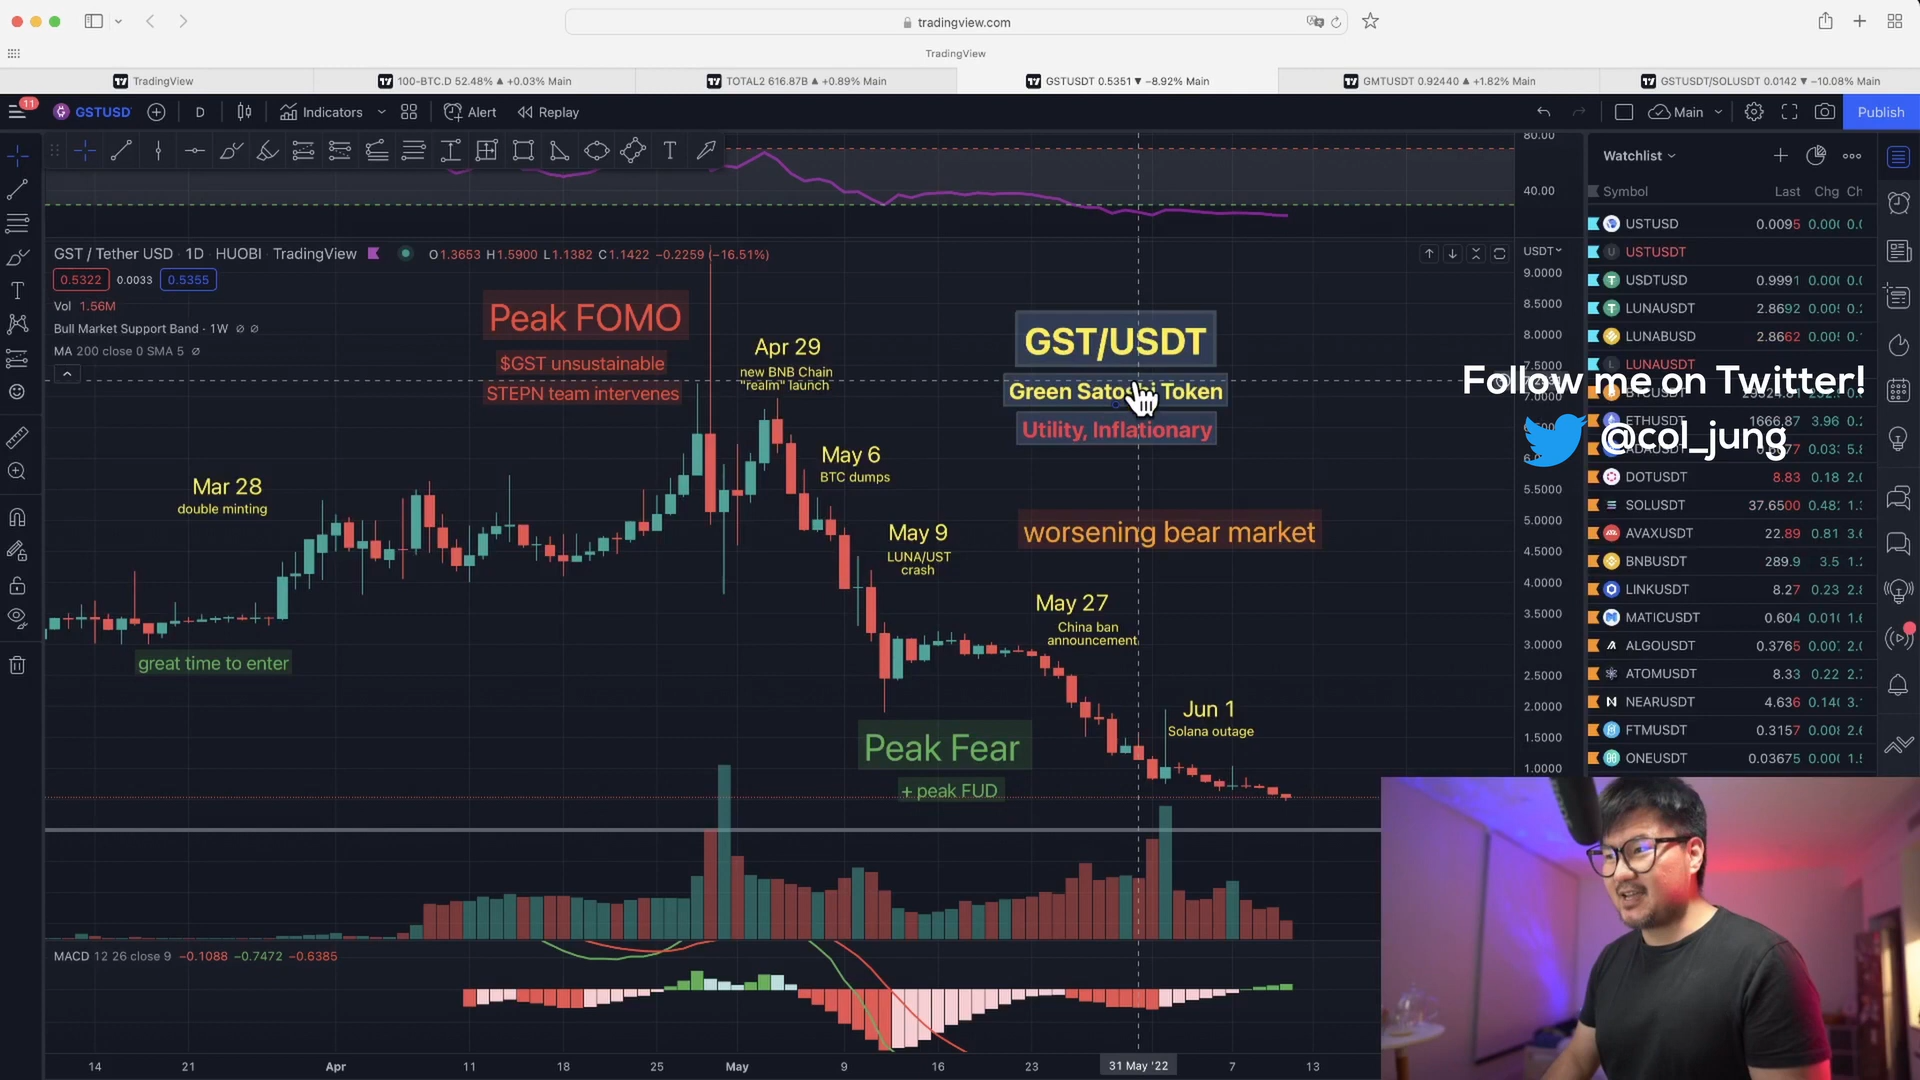 tradingview.com
TradingView
TradingView
100-BTC.D 52.48% ▲ +0.03% Main
TOTAL2 616.87B ▲ +0.89% Main
GSTUSDT 0.5351 ▼ −8.92% Main
GMTUSDT 0.92440 ▲ +1.82% Main
GSTUSDT/SOLUSDT 0.0142 ▼ −10.08% Main
11
GSTUSD
D
Indicators
Alert
Replay
Main
Publish
80.00
40.00
GST / Tether USD · 1D · HUOBI · TradingView
O1.3653 H1.5900 L1.1382 C1.1422 −0.2259 (−16.51%)
0.5322
0.0033
0.5355
Vol 1.56M
Bull Market Support Band · 1W
MA 200 close 0 SMA 5
Peak FOMO
$GST unsustainable
STEPN team intervenes
Apr 29
new BNB Chain
"realm" launch
GST/USDT
Green Satoshi Token
Utility, Inflationary
Mar 28
double minting
May 6
BTC dumps
May 9
LUNA/UST
crash
worsening bear market
May 27
China ban
announcement
great time to enter
Peak Fear
+ peak FUD
Jun 1
Solana outage
USDT
9.0000
8.5000
8.0000
7.5000
7.0000
5.5000
5.0000
4.5000
4.0000
3.5000
3.0000
2.5000
2.0000
1.5000
1.0000
MACD 12 26 close 9 −0.1088 −0.7472 −0.6385
14
21
Apr
11
18
25
May
9
16
23
31 May '22
7
13
Watchlist
Symbol Last Chg Ch
USTUSD 0.0095
USTUSDT
USDTUSD 0.9991
LUNAUSDT 2.8692
LUNABUSD 2.8662
LUNAUSDT
Follow me on Twitter!
ETHUSDT 1666.87 3.96
@col_jung
DOTUSDT 8.83 0.18
SOLUSDT 37.6500
AVAXUSDT 22.89 0.81
BNBUSDT 289.9 3.5
LINKUSDT 8.27 0.23
MATICUSDT 0.604
ALGOUSDT 0.3765
ATOMUSDT 8.33 0.22
NEARUSDT 4.636
FTMUSDT 0.3157
ONEUSDT 0.03675